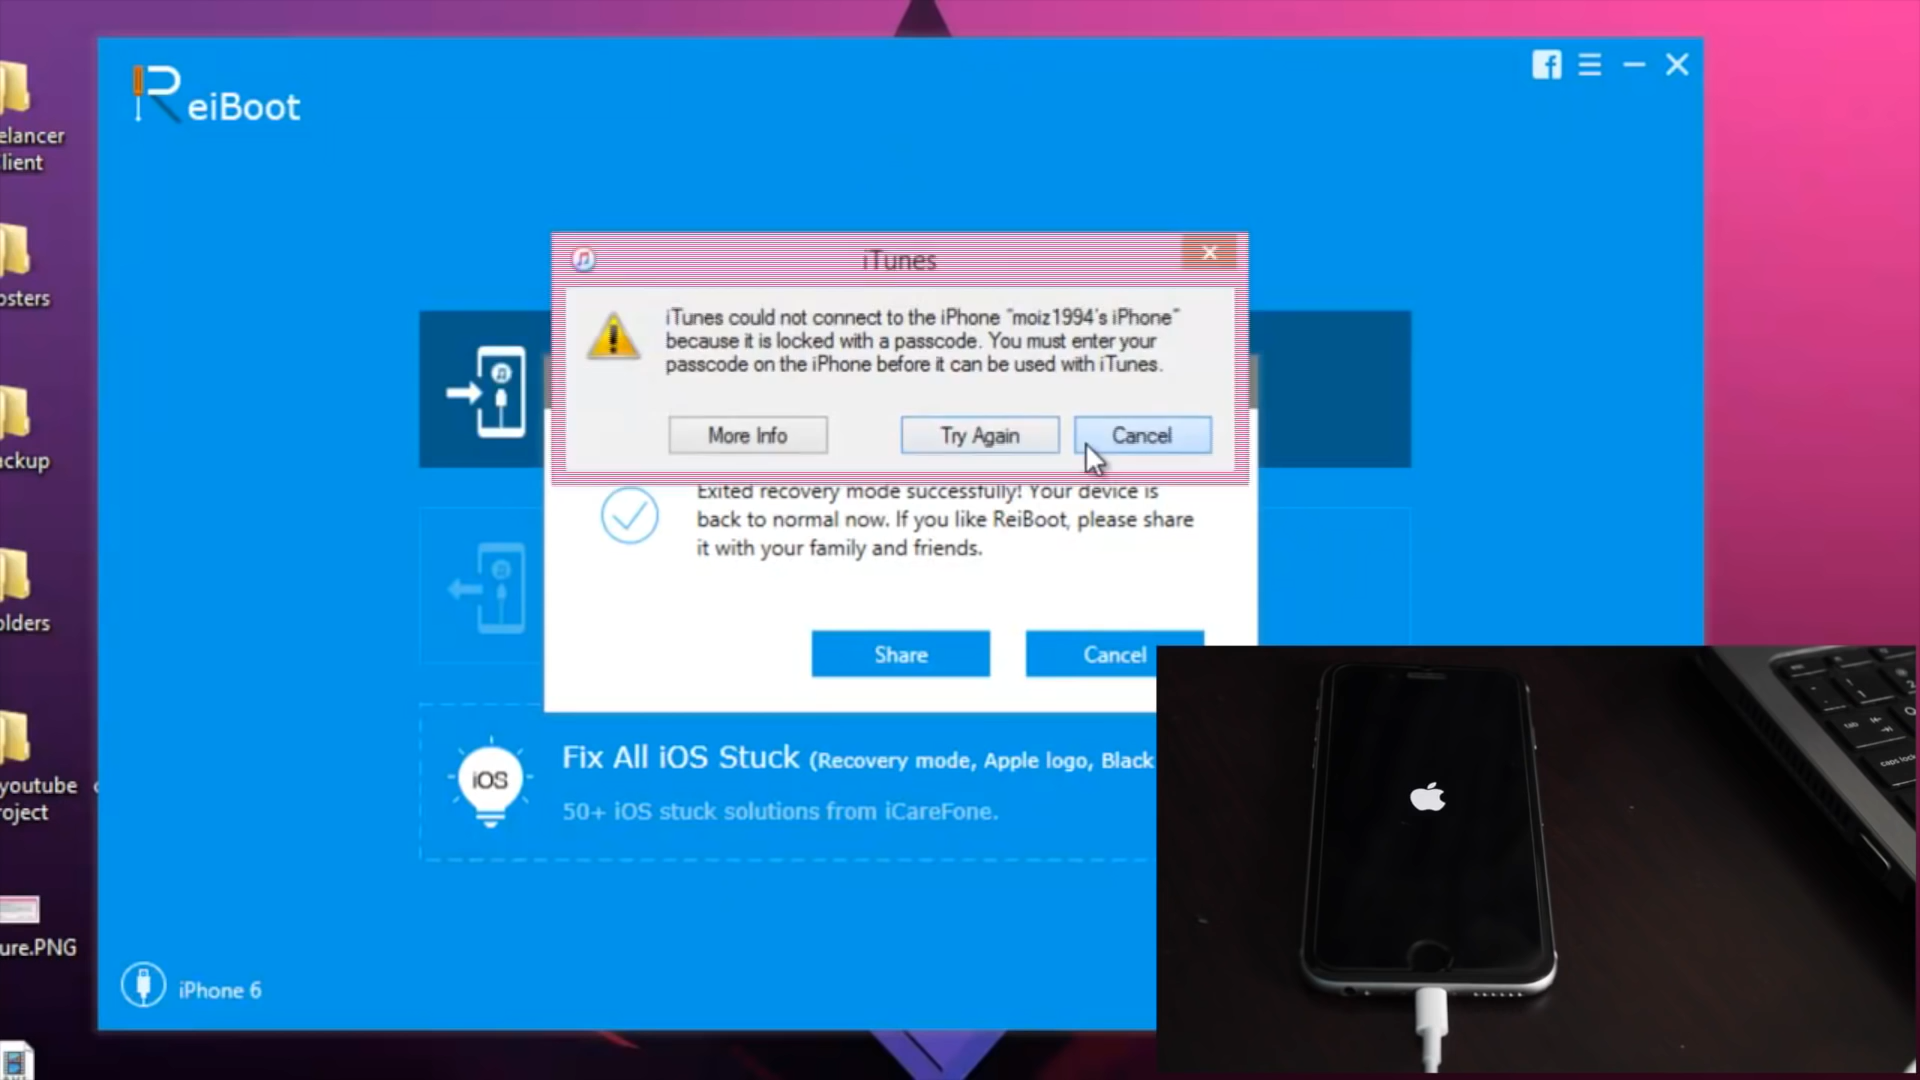 ReiBoot
elancer
lient
osters
ackup
olders
youtube
oject
ure.PNG
iTunes
iTunes could not connect to the iPhone "moiz1994's iPhone"
because it is locked with a passcode. You must enter your
passcode on the iPhone before it can be used with iTunes.
More Info
Try Again
Cancel
Exited recovery mode successfully! Your device is
back to normal now. If you like ReiBoot, please share
it with your family and friends.
Share
Cancel
iOS
Fix All iOS Stuck (Recovery mode, Apple logo, Black
50+ iOS stuck solutions from iCareFone.
iPhone 6
tab
caps lock